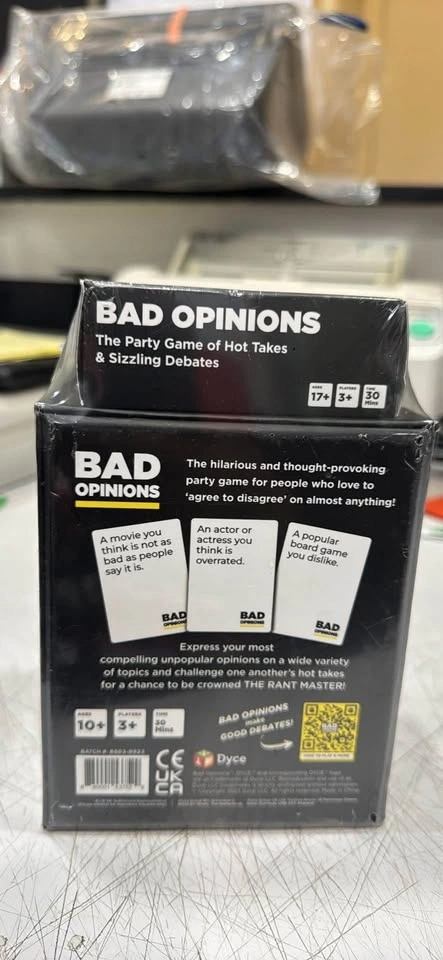 BAD OPINIONS
The Party Game of Hot Takes
& Sizzling Debates
AGES
17+
PLAYERS
3+
TIME
30
Mins
BAD
OPINIONS
The hilarious and thought-provoking
party game for people who love to
'agree to disagree' on almost anything!
A movie you
think is not as
bad as people
say it is.
BAD
OPINIONS
An actor or
actress you
think is
overrated.
BAD
OPINIONS
A popular
board game
you dislike.
BAD
OPINIONS
Express your most
compelling unpopular opinions on a wide variety
of topics and challenge one another's hot takes
for a chance to be crowned THE RANT MASTER!
AGES
10+
PLAYERS
3+
TIME
30
Mins
BAD OPINIONS
make
GOOD DEBATES!
BAD
BATCH #
CE
UK
CA
Dyce